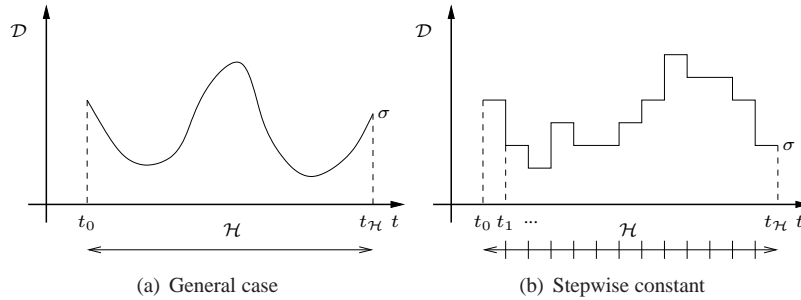 𝒟
σ
t₀
t_ℋ t
ℋ
(a) General case
𝒟
σ
t₀ t₁ ...
t_ℋ t
ℋ
(b) Stepwise constant